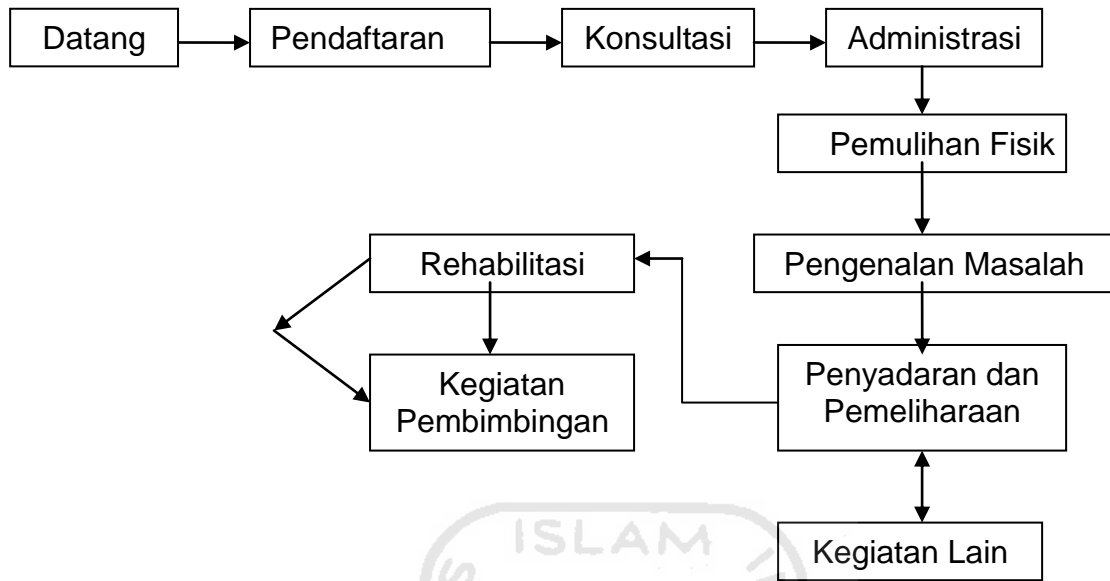 Datang
Pendaftaran
Konsultasi
Administrasi
Pemulihan Fisik
Rehabilitasi
Pengenalan Masalah
Kegiatan
Pembimbingan
Penyadaran dan
Pemeliharaan
Kegiatan Lain
ISLAM